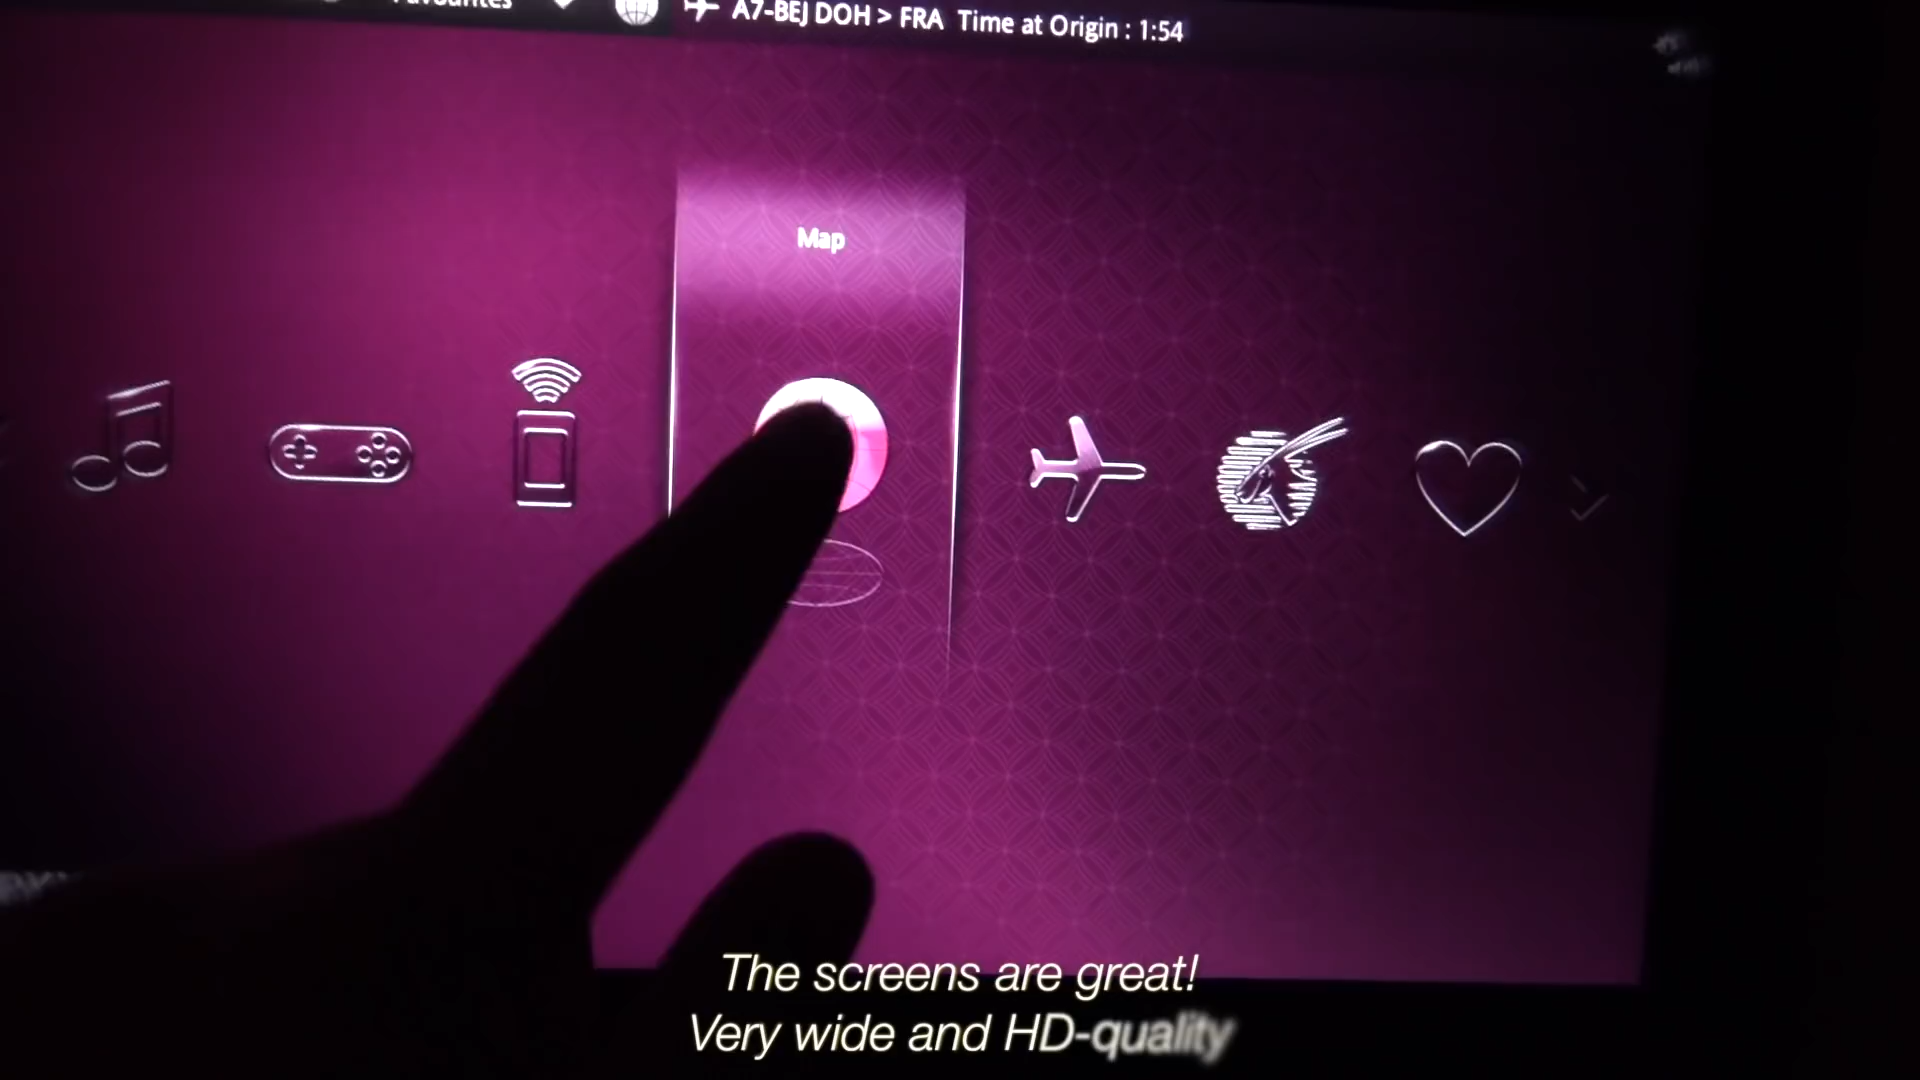 Favourites
A7-BEJ DOH > FRA Time at Origin : 1:54
Map
The screens are great!
Very wide and HD-quality